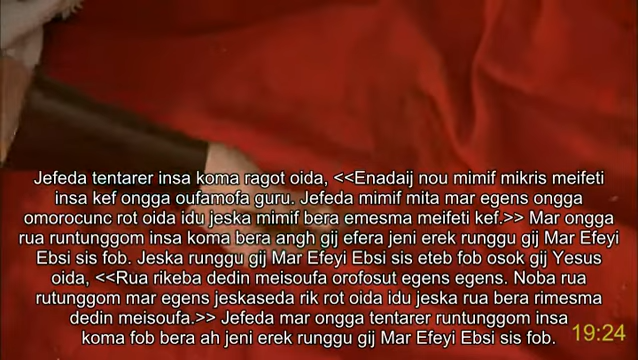 Jefeda tentarer insa koma ragot oida, <<Enadaij nou mimif mikris meifeti
insa kef ongga oufamofa guru. Jefeda mimif mita mar egens ongga
omorocunc rot oida idu jeska mimif bera emesma meifeti kef.>> Mar ongga
rua runtunggom insa koma bera angh gij efera jeni erek runggu gij Mar Efeyi
Ebsi sis fob. Jeska runggu gij Mar Efeyi Ebsi sis eteb fob osok gij Yesus
oida, <<Rua rikeba dedin meisoufa orofosut egens egens. Noba rua
rutunggom mar egens jeskaseda rik rot oida idu jeska rua bera rimesma
dedin meisoufa.>> Jefeda mar ongga tentarer runtunggom insa
koma fob bera ah jeni erek runggu gij Mar Efeyi Ebsi sis fob.
19:24